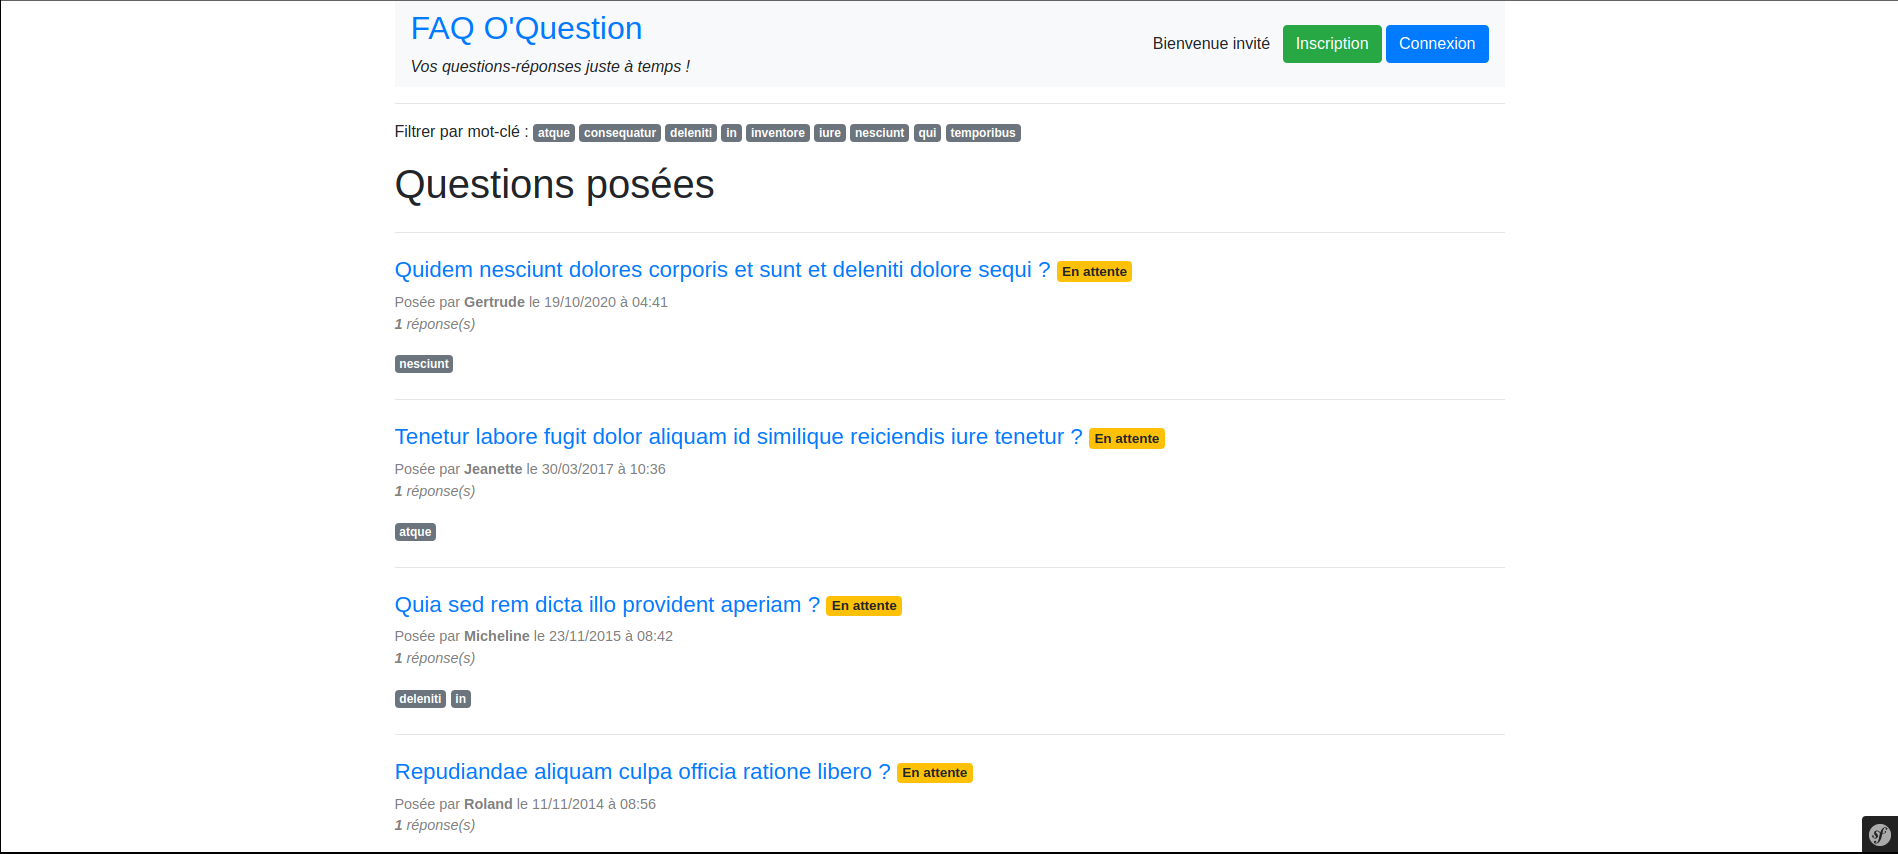 FAQ O'Question
Vos questions-réponses juste à temps !
Bienvenue invité Inscription Connexion
Filtrer par mot-clé : atque consequatur deleniti in inventore iure nesciunt qui temporibus
Questions posées
Quidem nesciunt dolores corporis et sunt et deleniti dolore sequi ? En attente
Posée par Gertrude le 19/10/2020 à 04:41
1 réponse(s)
nesciunt
Tenetur labore fugit dolor aliquam id similique reiciendis iure tenetur ? En attente
Posée par Jeanette le 30/03/2017 à 10:36
1 réponse(s)
atque
Quia sed rem dicta illo provident aperiam ? En attente
Posée par Micheline le 23/11/2015 à 08:42
1 réponse(s)
deleniti in
Repudiandae aliquam culpa officia ratione libero ? En attente
Posée par Roland le 11/11/2014 à 08:56
1 réponse(s)
sf